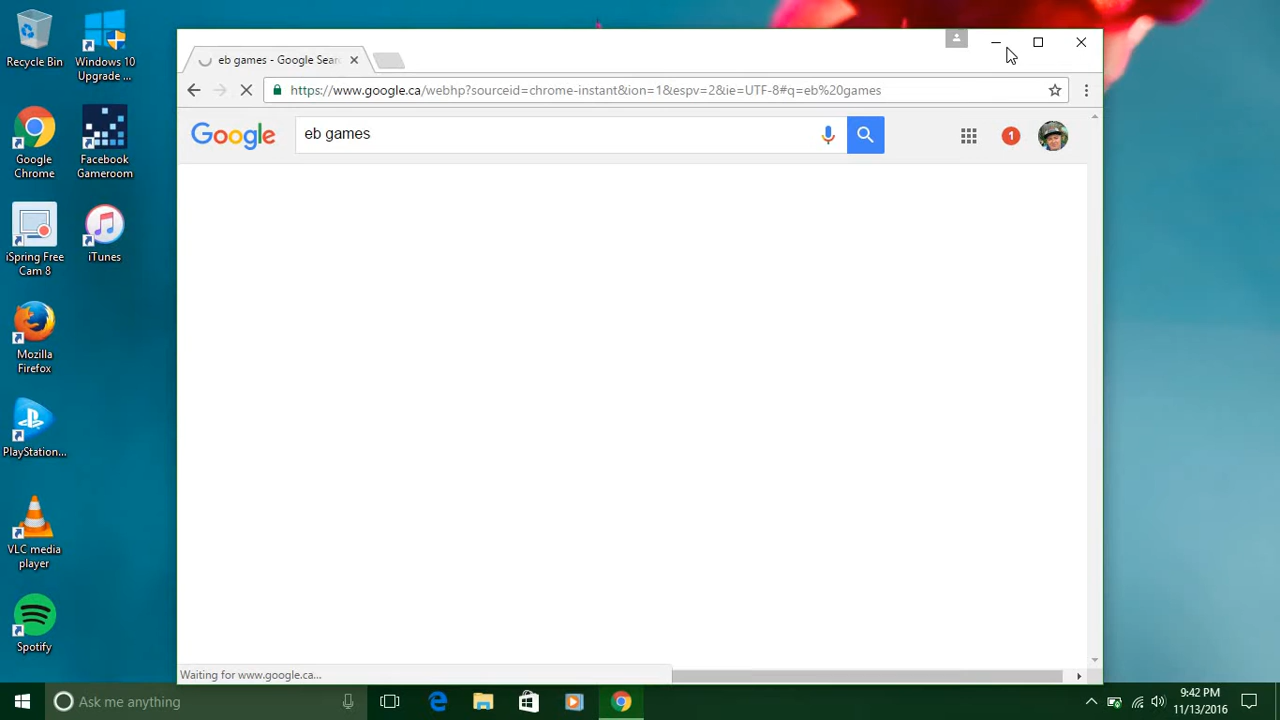 Recycle Bin
Windows 10
Upgrade ...
Google
Chrome
Facebook
Gameroom
iSpring Free
Cam 8
iTunes
Mozilla
Firefox
PlayStation...
VLC media
player
Spotify
eb games - Google Sear
https://www.google.ca/webhp?sourceid=chrome-instant&ion=1&espv=2&ie=UTF-8#q=eb%20games
Google
eb games
1
Waiting for www.google.ca...
Ask me anything
9:42 PM
11/13/2016